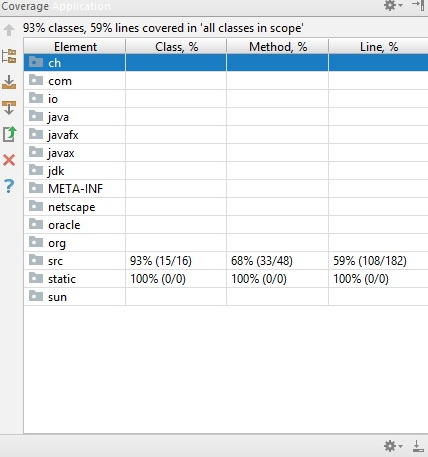 Coverage Application
93% classes, 59% lines covered in 'all classes in scope'
Element Class, % Method, % Line, %
ch
com
io
java
javafx
javax
jdk
META-INF
netscape
oracle
org
src 93% (15/16) 68% (33/48) 59% (108/182)
static 100% (0/0) 100% (0/0) 100% (0/0)
sun